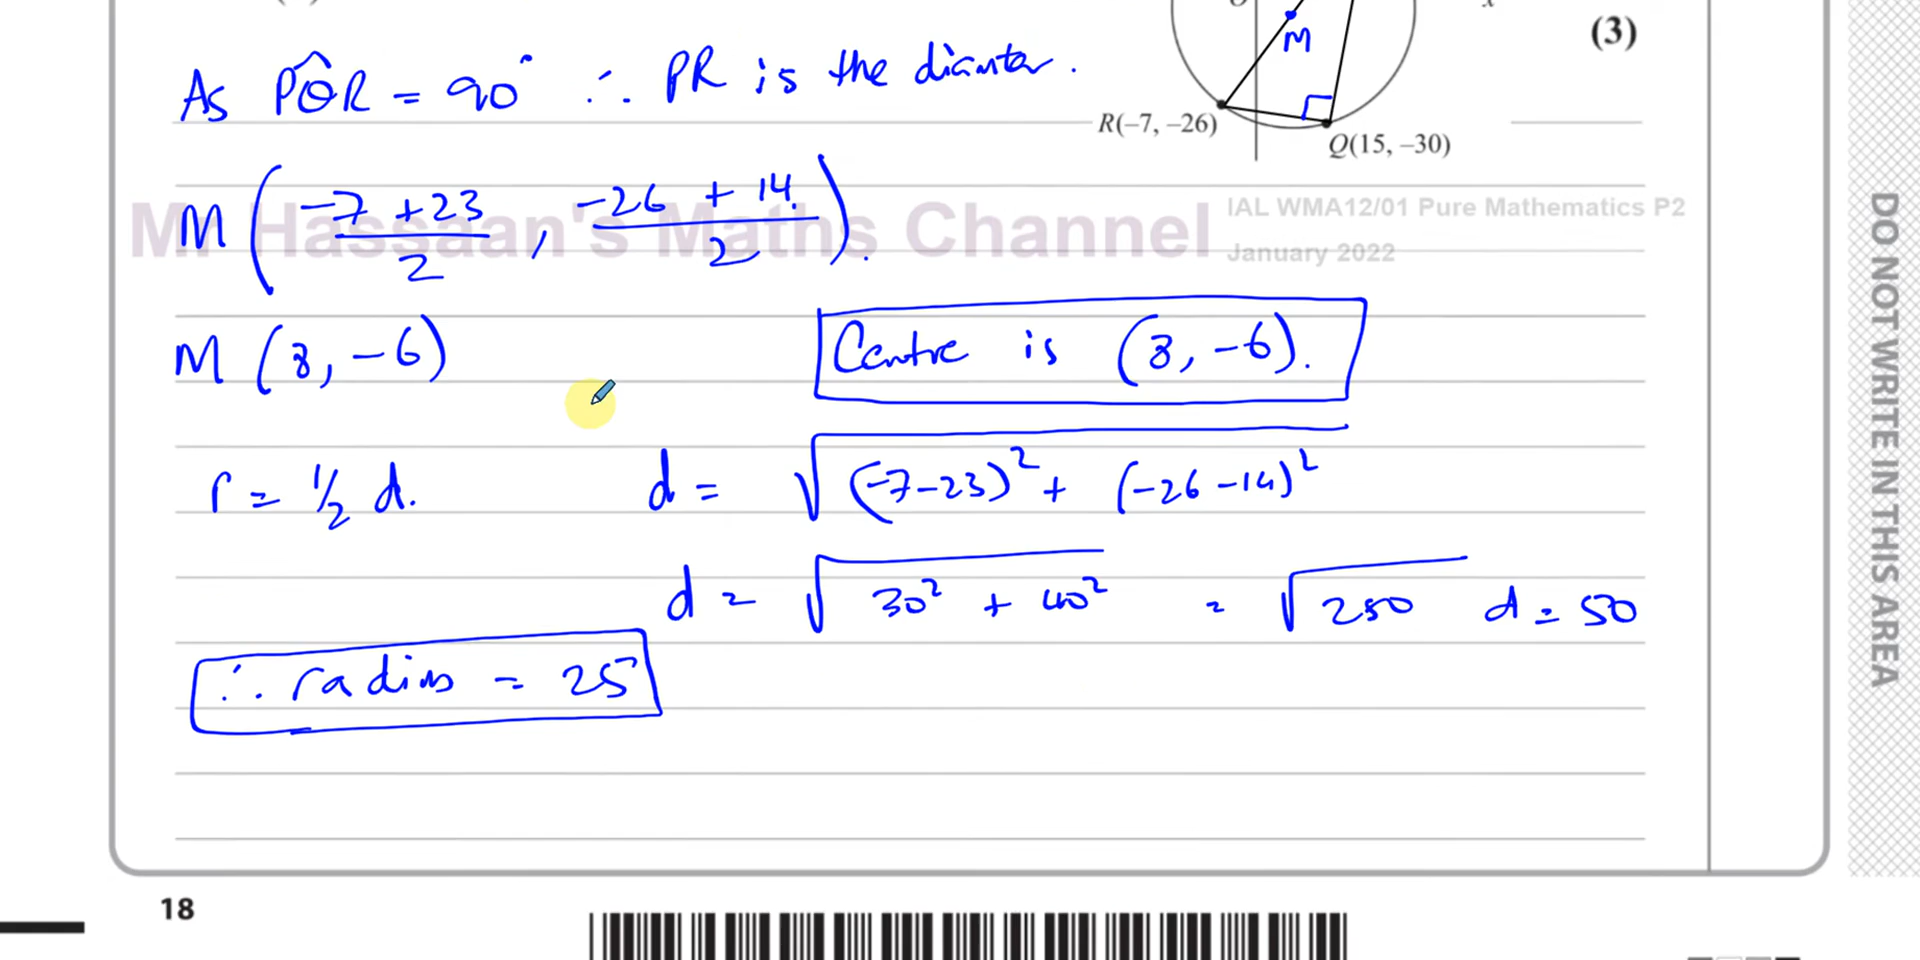 (3)
M
As PQ̂R = 90° ∴ PR is the diamter.
R(–7, –26)
Q(15, –30)
M ( -7 + 23 / 2 , -26 + 14 / 2 ).
Mr Hassaan's Maths Channel
IAL WMA12/01 Pure Mathematics P2
January 2022
M (8, -6)
Centre is (8, -6).
r = 1/2 d.
d = √((-7-23)² + (-26-14)²)
d = √(30² + 40²) = √250 d = 50
∴ radius = 25
DO NOT WRITE IN THIS AREA
18